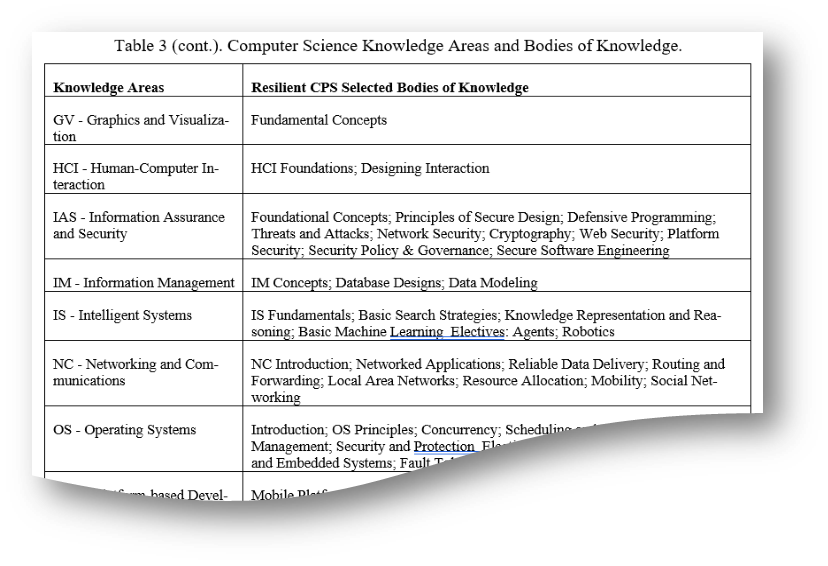 Table 3 (cont.). Computer Science Knowledge Areas and Bodies of Knowledge.
Knowledge Areas
Resilient CPS Selected Bodies of Knowledge
GV - Graphics and Visualiza-
tion
Fundamental Concepts
HCI - Human-Computer In-
teraction
HCI Foundations; Designing Interaction
IAS - Information Assurance
and Security
Foundational Concepts; Principles of Secure Design; Defensive Programming;
Threats and Attacks; Network Security; Cryptography; Web Security; Platform
Security; Security Policy & Governance; Secure Software Engineering
IM - Information Management
IM Concepts; Database Designs; Data Modeling
IS - Intelligent Systems
IS Fundamentals; Basic Search Strategies; Knowledge Representation and Rea-
soning; Basic Machine Learning Electives: Agents; Robotics
NC - Networking and Com-
munications
NC Introduction; Networked Applications; Reliable Data Delivery; Routing and
Forwarding; Local Area Networks; Resource Allocation; Mobility; Social Net-
working
OS - Operating Systems
Introduction; OS Principles; Concurrency; Scheduling
Management; Security and Protection
and Embedded Systems; Fault
based Devel-
Mobile